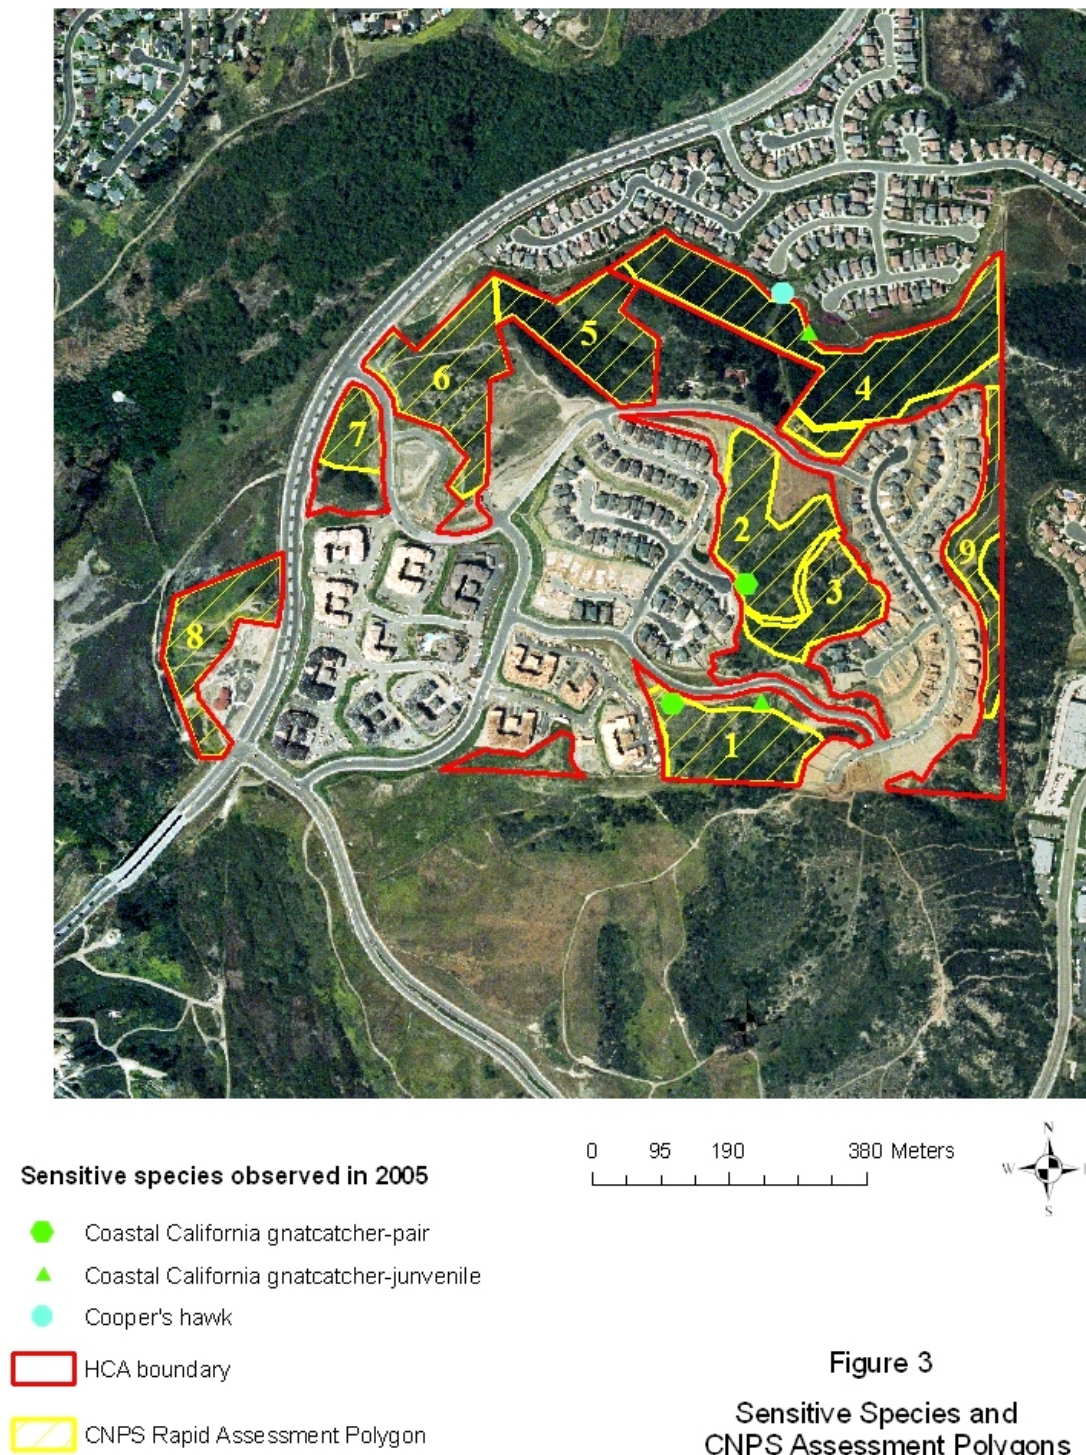 5
6
4
7
2
9
3
8
1
0 95 190 380 Meters
N
W
S
Sensitive species observed in 2005
Coastal California gnatcatcher-pair
Coastal California gnatcatcher-junvenile
Cooper's hawk
HCA boundary
CNPS Rapid Assessment Polygon
Figure 3
Sensitive Species and
CNPS Assessment Polygons